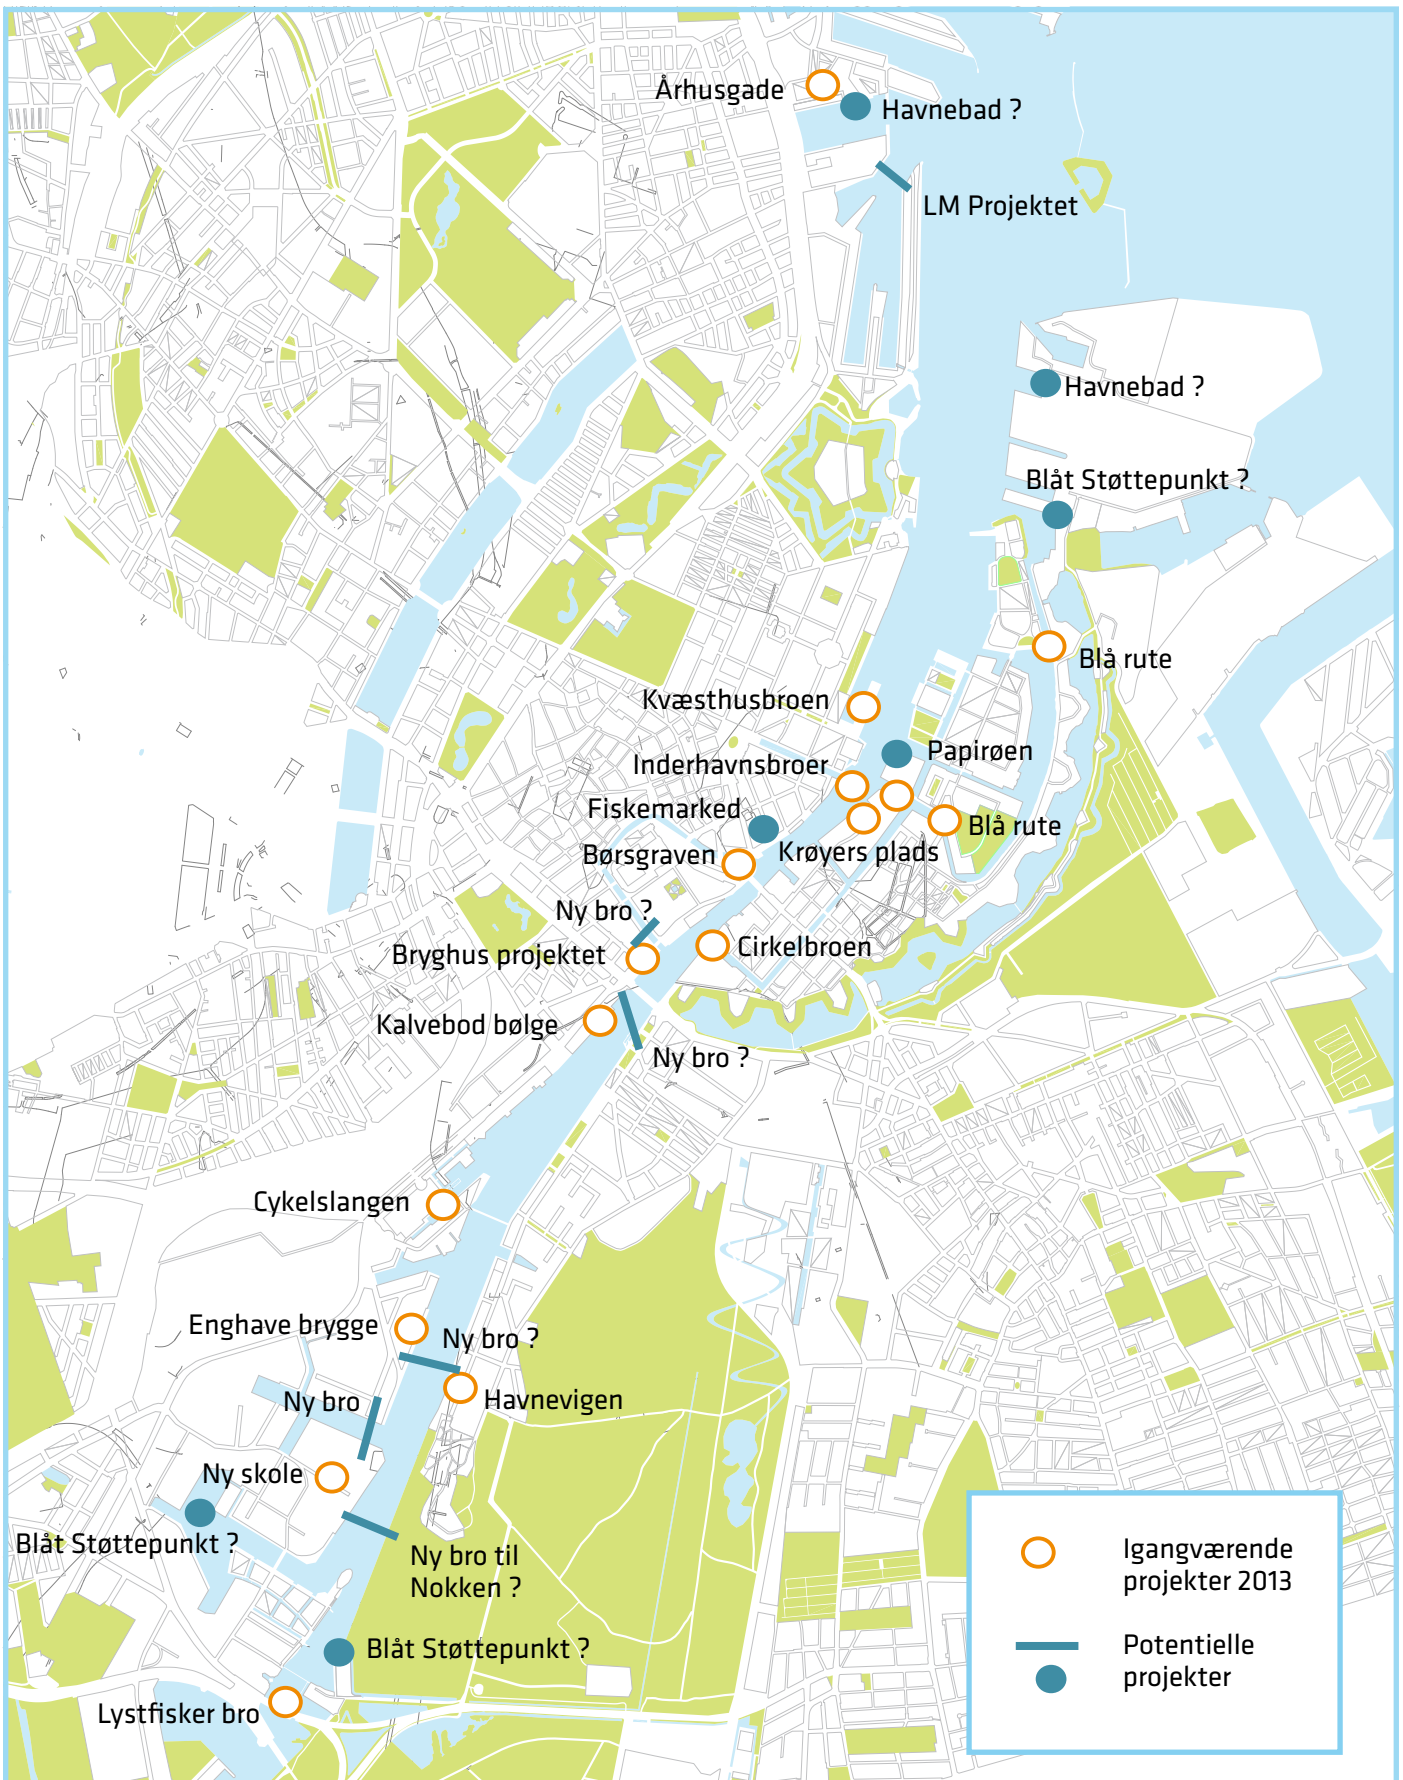 Århusgade
Havnebad ?
LM Projektet
Havnebad ?
Blåt Støttepunkt ?
Blå rute
Kvæsthusbroen
Papirøen
Inderhavnsbroer
Fiskemarked
Blå rute
Krøyers plads
Børsgraven
Ny bro ?
Cirkelbroen
Bryghus projektet
Kalvebod bølge
Ny bro ?
Cykelslangen
Enghave brygge
Ny bro ?
Havnevigen
Ny bro
Ny skole
Blåt Støttepunkt ?
Ny bro til
Nokken ?
Blåt Støttepunkt ?
Lystfisker bro
Igangværende
projekter 2013
Potentielle
projekter